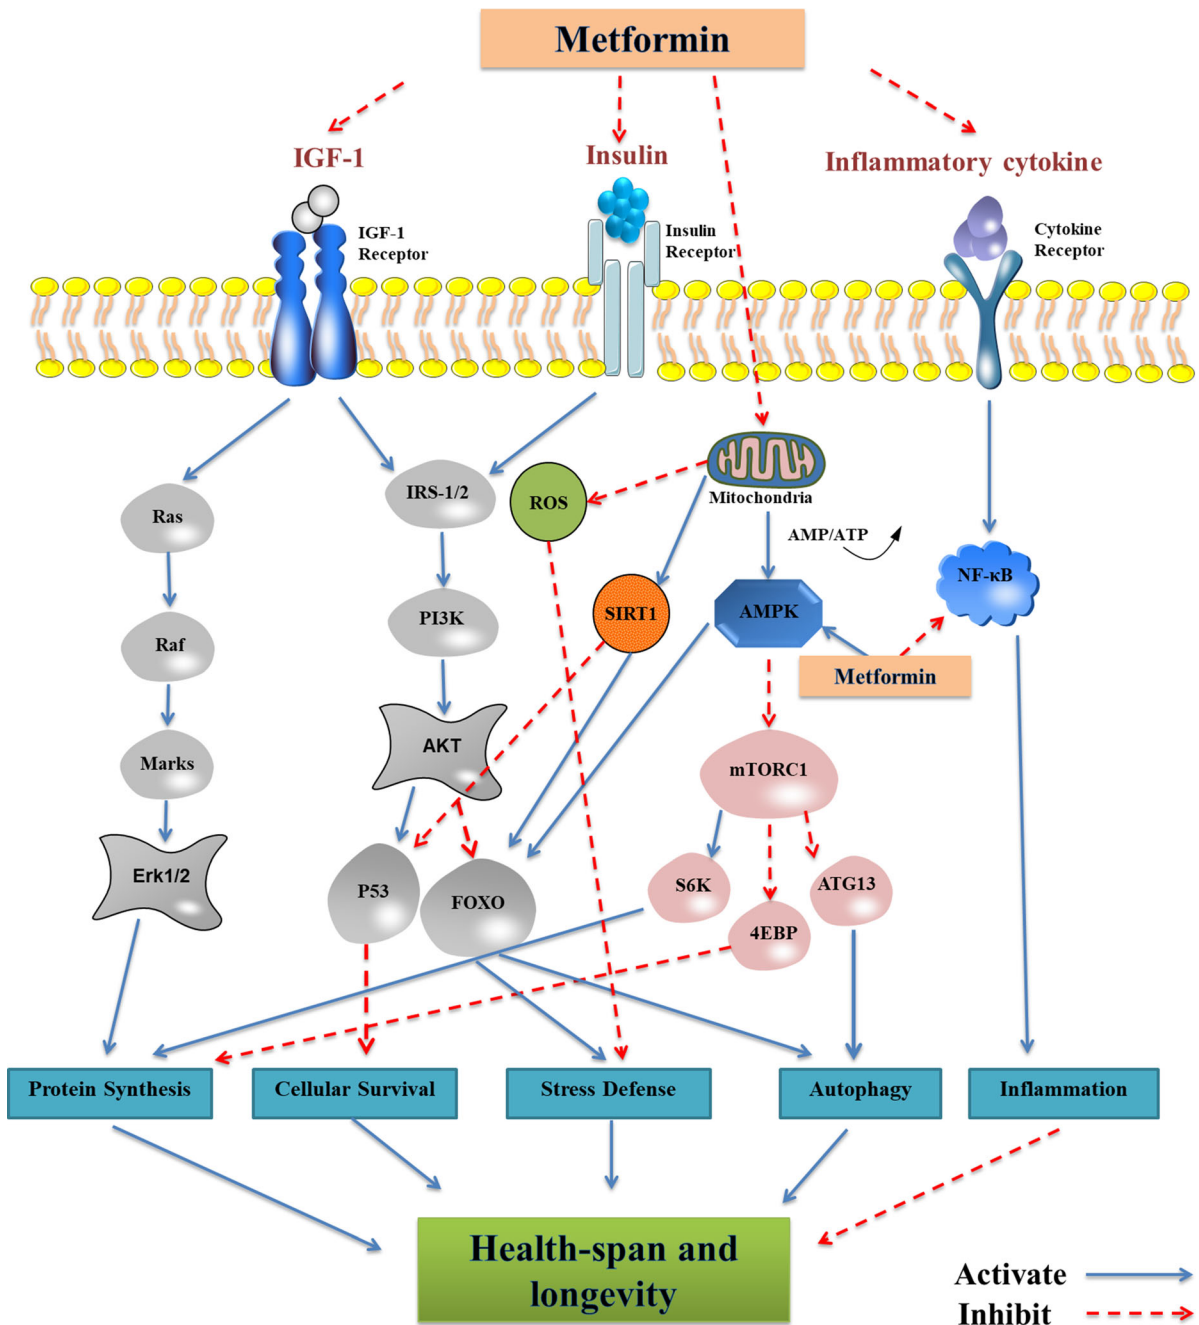 Metformin
IGF-1
Insulin
Inflammatory cytokine
IGF-1
Receptor
Insulin
Receptor
Cytokine
Receptor
IRS-1/2
ROS
Mitochondria
Ras
AMP/ATP
NF-κB
PI3K
SIRT1
AMPK
Raf
Metformin
AKT
Marks
mTORC1
Erk1/2
P53
FOXO
S6K
ATG13
4EBP
Protein Synthesis
Cellular Survival
Stress Defense
Autophagy
Inflammation
Health-span and
longevity
Activate
Inhibit